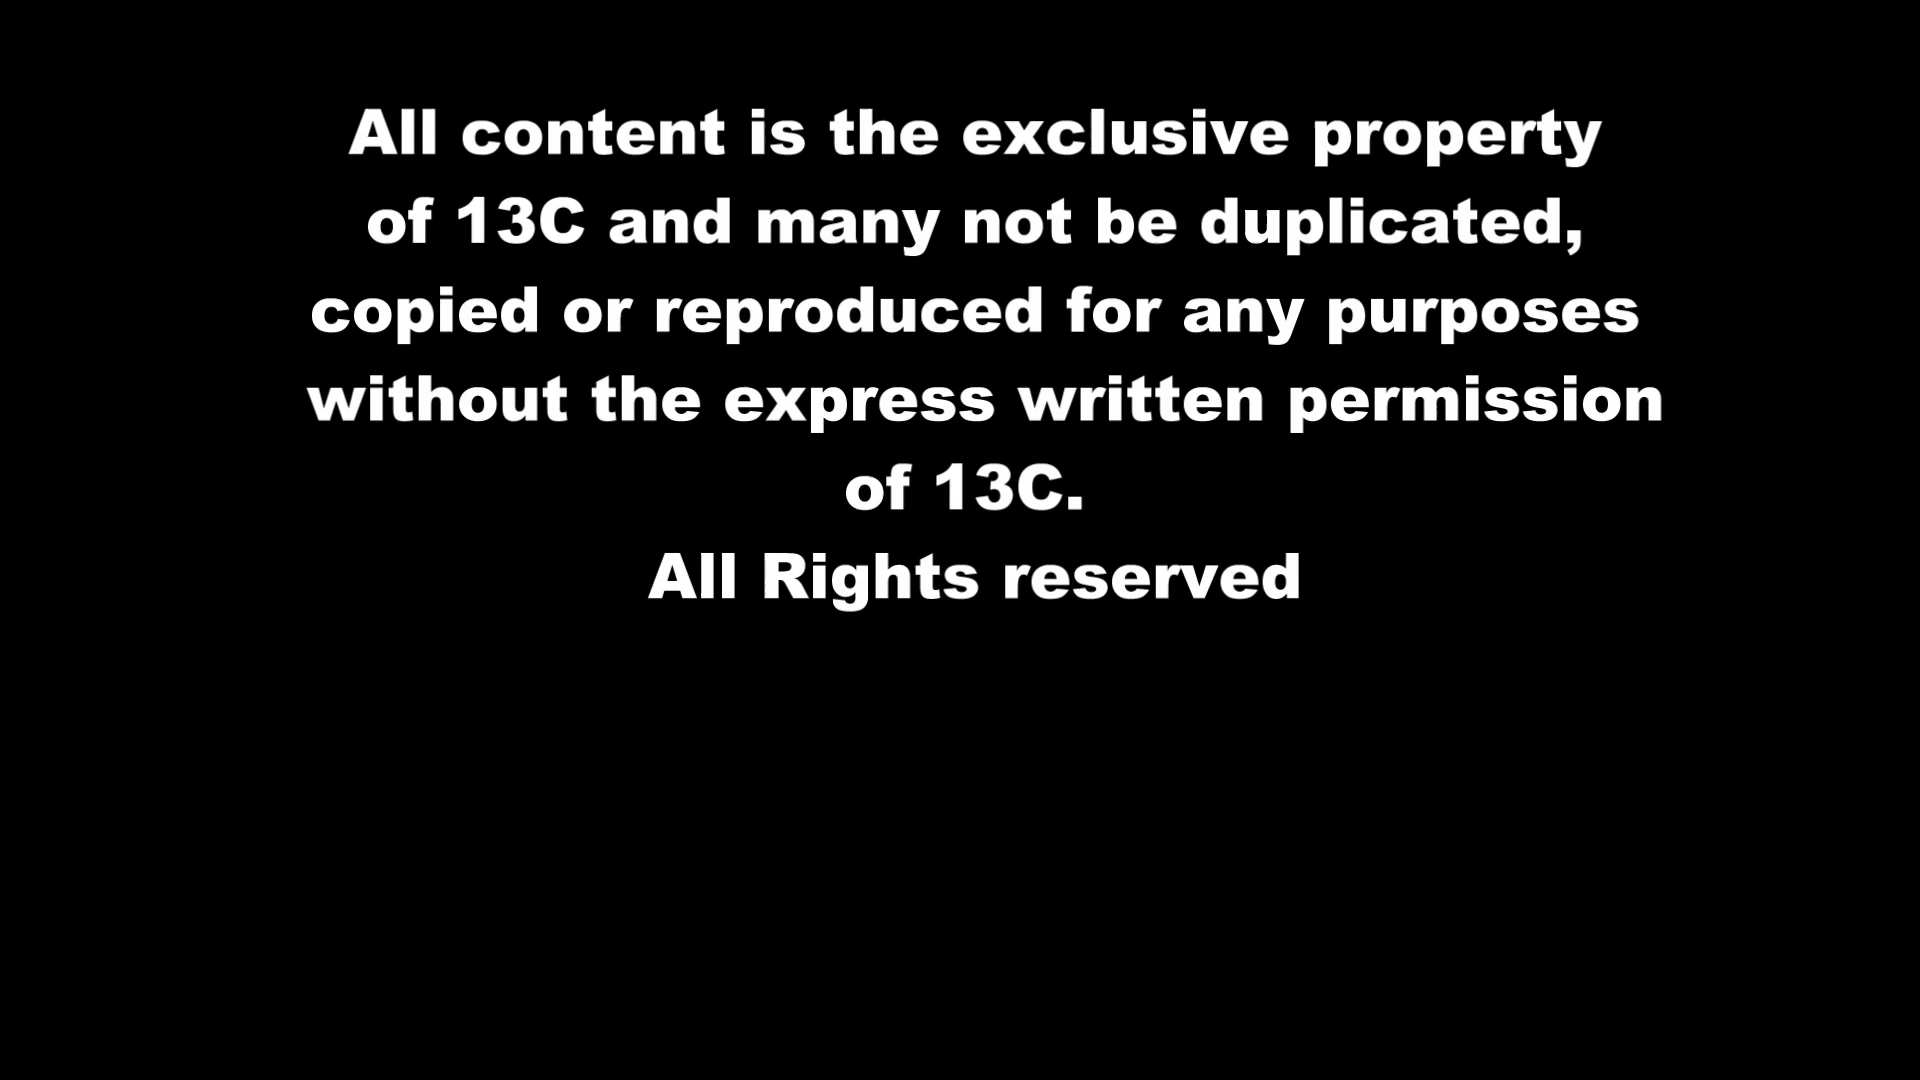 All content is the exclusive property
of 13C and many not be duplicated,
copied or reproduced for any purposes
without the express written permission
of 13C.
All Rights reserved